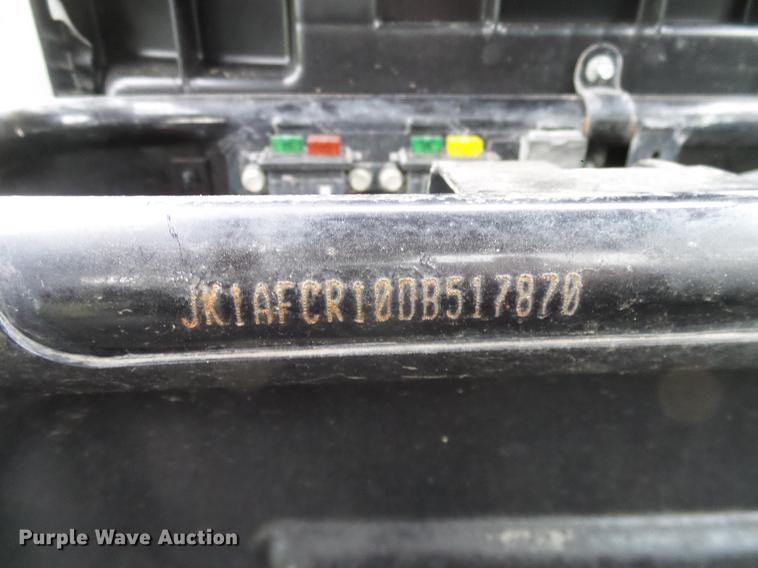 JK1AFCR10DB517870
Purple Wave Auction